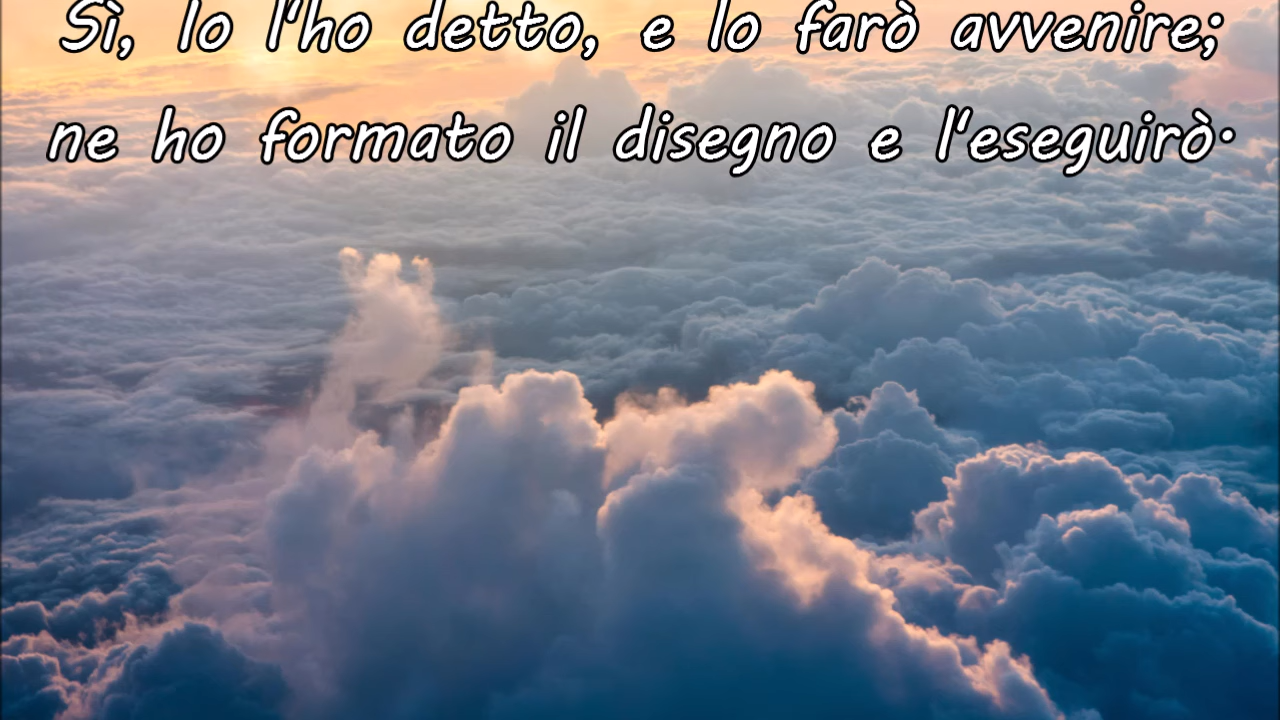 Sì, lo l'ho detto, e lo farò avvenire;
ne ho formato il disegno e l'eseguirò.